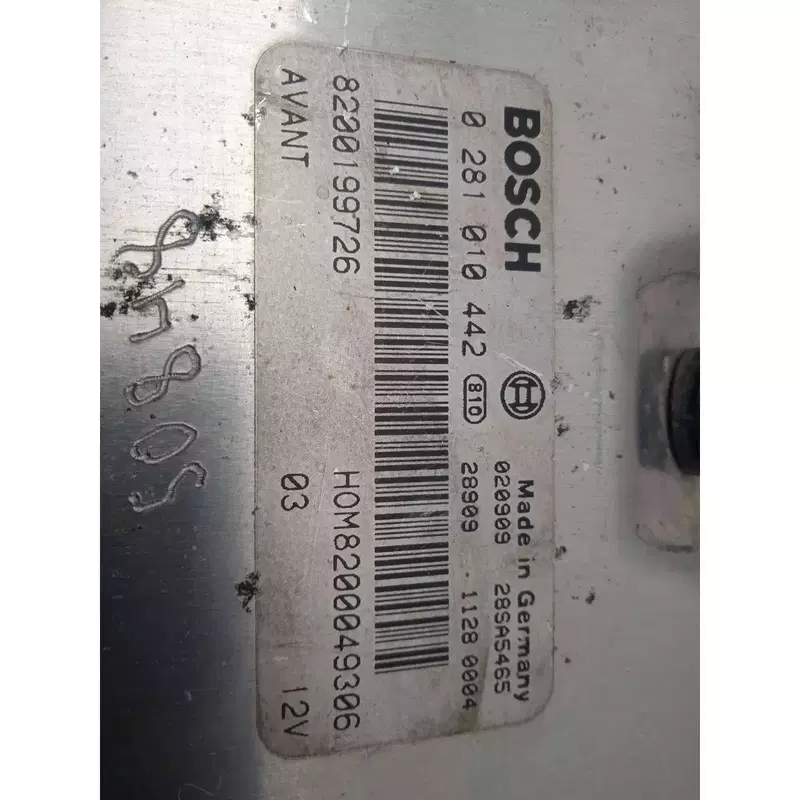 BOSCH
Made in Germany
020909 28SA5465
0 281 010 442 810 28909 1128 0004
8200199726 HOM8200049306
AVANT 03 12V
50848